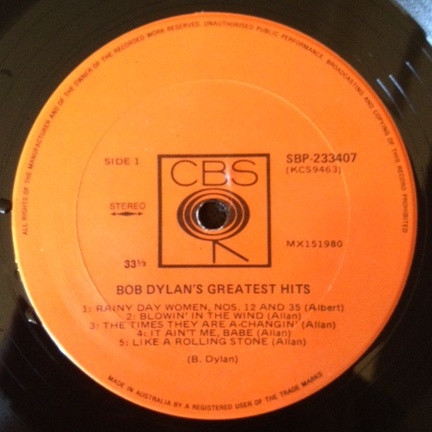 ALL RIGHTS OF THE MANUFACTURER AND OF THE OWNER OF THE RECORDED WORK RESERVED. UNAUTHORISED PUBLIC PERFORMANCE, BROADCASTING AND COPYING OF THIS RECORD PROHIBITED
SIDE 1
CBS
SBP-233407
(KCS9463)
STEREO
MX151980
33⅓
BOB DYLAN'S GREATEST HITS
1: RAINY DAY WOMEN, NOS. 12 AND 35 (Albert)
2: BLOWIN' IN THE WIND (Allan)
3: THE TIMES THEY ARE A-CHANGIN' (Allan)
4: IT AIN'T ME, BABE (Allan)
5: LIKE A ROLLING STONE (Allan)
(B. Dylan)
MADE IN AUSTRALIA BY A REGISTERED USER OF THE TRADE MARKS